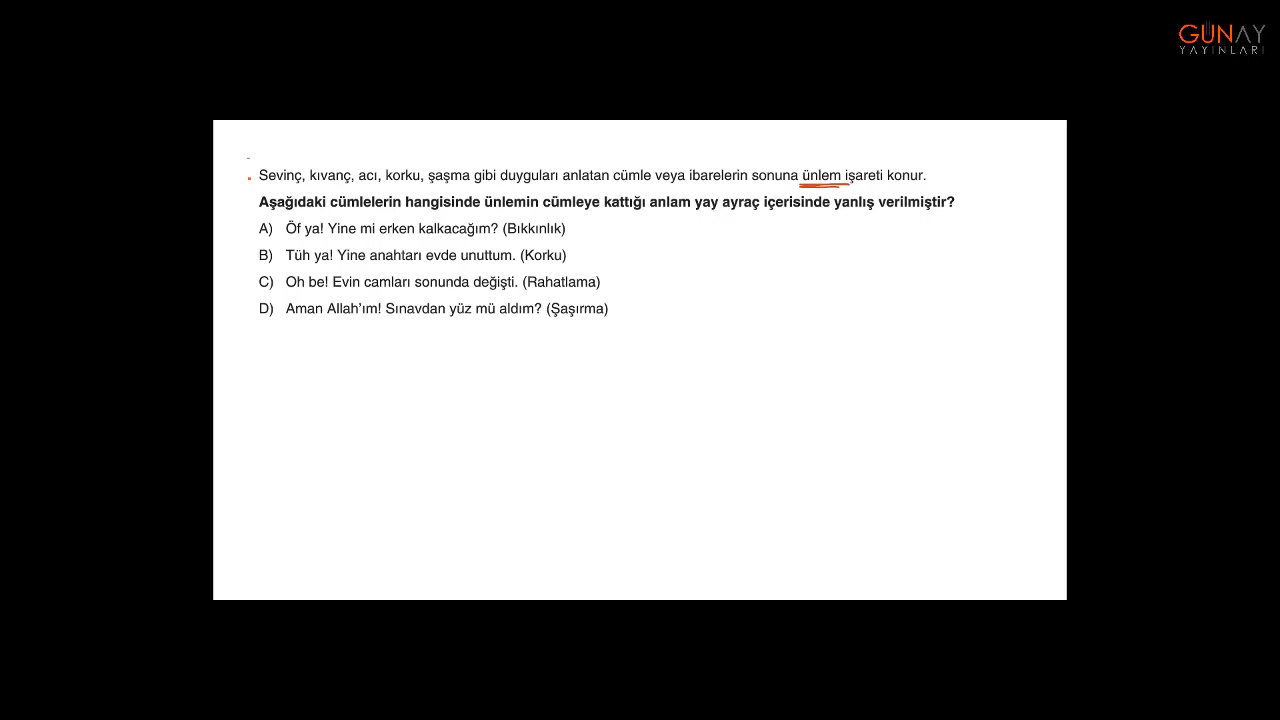 GÜNAY
YAYINLARI
Sevinç, kıvanç, acı, korku, şaşma gibi duyguları anlatan cümle veya ibarelerin sonuna ünlem işareti konur.
Aşağıdaki cümlelerin hangisinde ünlemin cümleye kattığı anlam yay ayraç içerisinde yanlış verilmiştir?
A) Öf ya! Yine mi erken kalkacağım? (Bıkkınlık)
B) Tüh ya! Yine anahtarı evde unuttum. (Korku)
C) Oh be! Evin camları sonunda değişti. (Rahatlama)
D) Aman Allah'ım! Sınavdan yüz mü aldım? (Şaşırma)